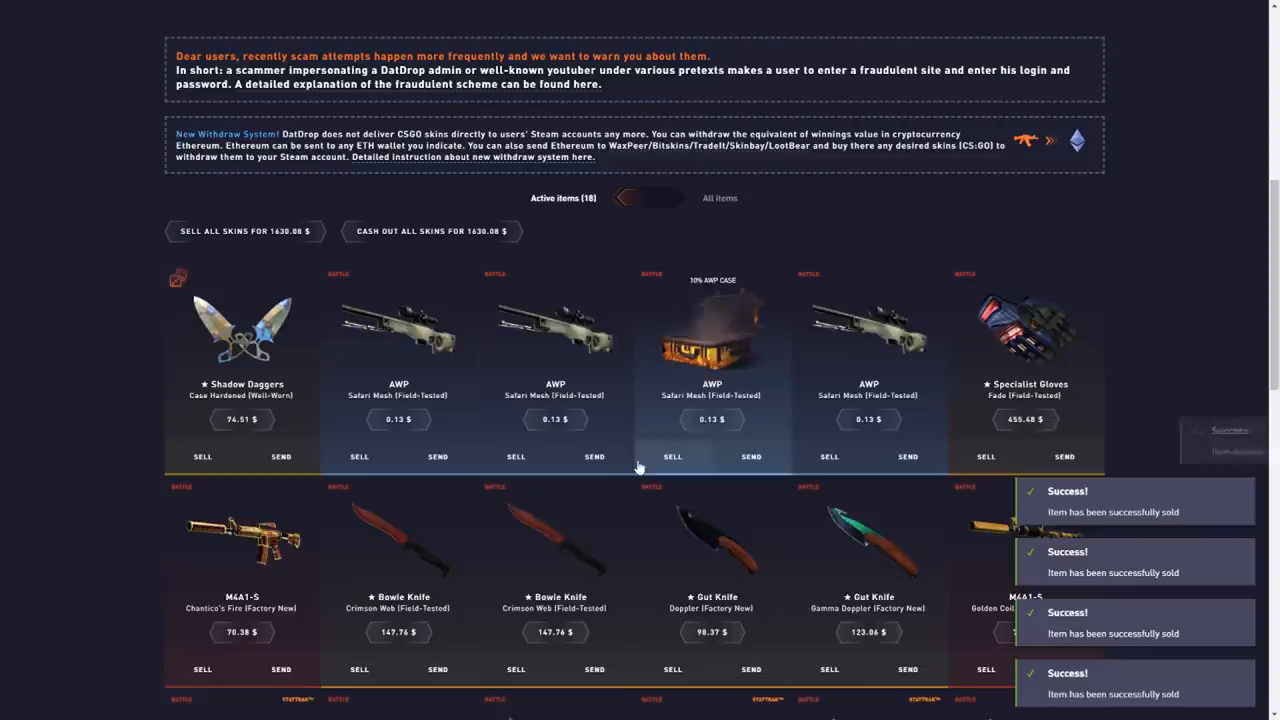 Dear users, recently scam attempts happen more frequently and we want to warn you about them.
In short: a scammer impersonating a DatDrop admin or well-known youtuber under various pretexts makes a user to enter a fraudulent site and enter his login and
password. A detailed explanation of the fraudulent scheme can be found here.
New Withdraw System! DatDrop does not deliver CSGO skins directly to users' Steam accounts any more. You can withdraw the equivalent of winnings value in cryptocurrency
Ethereum. Ethereum can be sent to any ETH wallet you indicate. You can also send Ethereum to WaxPeer/Bitskins/TradeIt/Skinbay/LootBear and buy there any desired skins (CS:GO) to
withdraw them to your Steam account. Detailed instruction about new withdraw system here.
Active items (18) All items
SELL ALL SKINS FOR 1630.08 $ CASH OUT ALL SKINS FOR 1630.08 $
BATTLE BATTLE BATTLE BATTLE BATTLE
10% AWP CASE
★ Shadow Daggers AWP AWP AWP AWP ★ Specialist Gloves
Case Hardened (Well-Worn) Safari Mesh (Field-Tested) Safari Mesh (Field-Tested) Safari Mesh (Field-Tested) Safari Mesh (Field-Tested) Fade (Field-Tested)
74.51 $ 0.13 $ 0.13 $ 0.13 $ 0.13 $ 455.48 $
SELL SEND SELL SEND SELL SEND SELL SEND SELL SEND SELL SEND
BATTLE BATTLE BATTLE BATTLE BATTLE BATTLE
Success!
Item has been successfully sold
Success!
Item has been successfully sold
M4A1-S ★ Bowie Knife ★ Bowie Knife ★ Gut Knife ★ Gut Knife M4A1-S
Chantico's Fire (Factory New) Crimson Web (Field-Tested) Crimson Web (Field-Tested) Doppler (Factory New) Gamma Doppler (Factory New) Golden Coi
Success!
Item has been successfully sold
70.38 $ 147.76 $ 147.76 $ 98.37 $ 123.06 $
SELL SEND SELL SEND SELL SEND SELL SEND SELL SEND SELL
Success!
Item has been successfully sold
BATTLE STATTRAK™ BATTLE BATTLE BATTLE STATTRAK™ BATTLE STATTRAK™ BATTLE